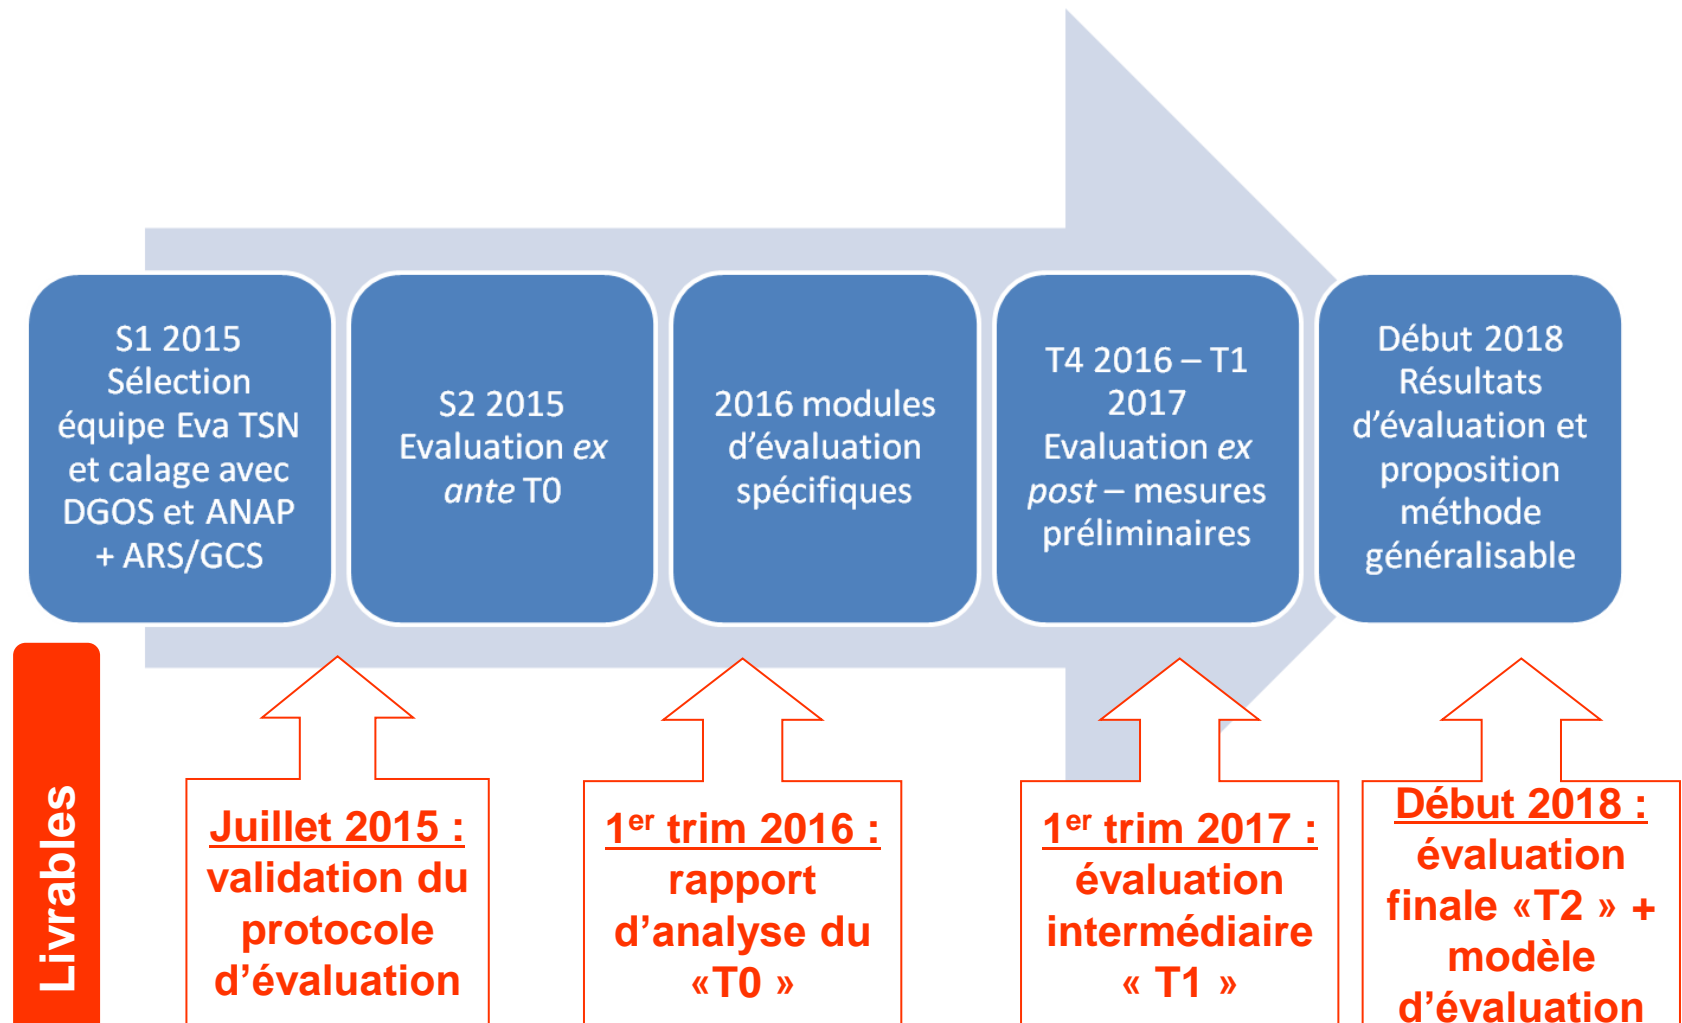 S1 2015
Sélection
équipe Eva TSN
et calage avec
DGOS et ANAP
+ ARS/GCS
S2 2015
Evaluation ex
ante T0
2016 modules
d’évaluation
spécifiques
T4 2016 – T1
2017
Evaluation ex
post – mesures
préliminaires
Début 2018
Résultats
d’évaluation et
proposition
méthode
généralisable
Livrables
Juillet 2015 :
validation du
protocole
d’évaluation
1er trim 2016 :
rapport
d’analyse du
«T0 »
1er trim 2017 :
évaluation
intermédiaire
« T1 »
Début 2018 :
évaluation
finale «T2 » +
modèle
d’évaluation